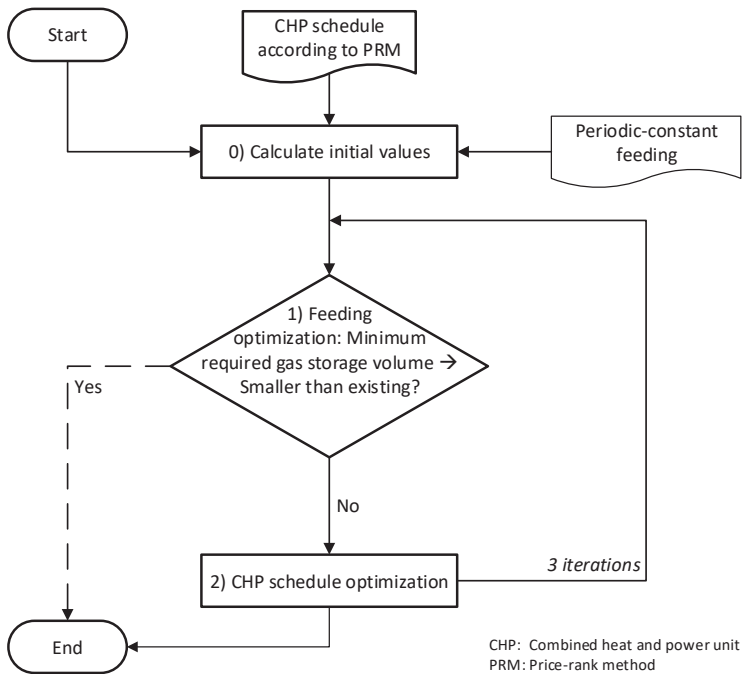 Start
CHP schedule
according to PRM
0) Calculate initial values
Periodic-constant
feeding
1) Feeding
optimization: Minimum
required gas storage volume →
Smaller than existing?
Yes
No
2) CHP schedule optimization
3 iterations
End
CHP: Combined heat and power unit
PRM: Price-rank method